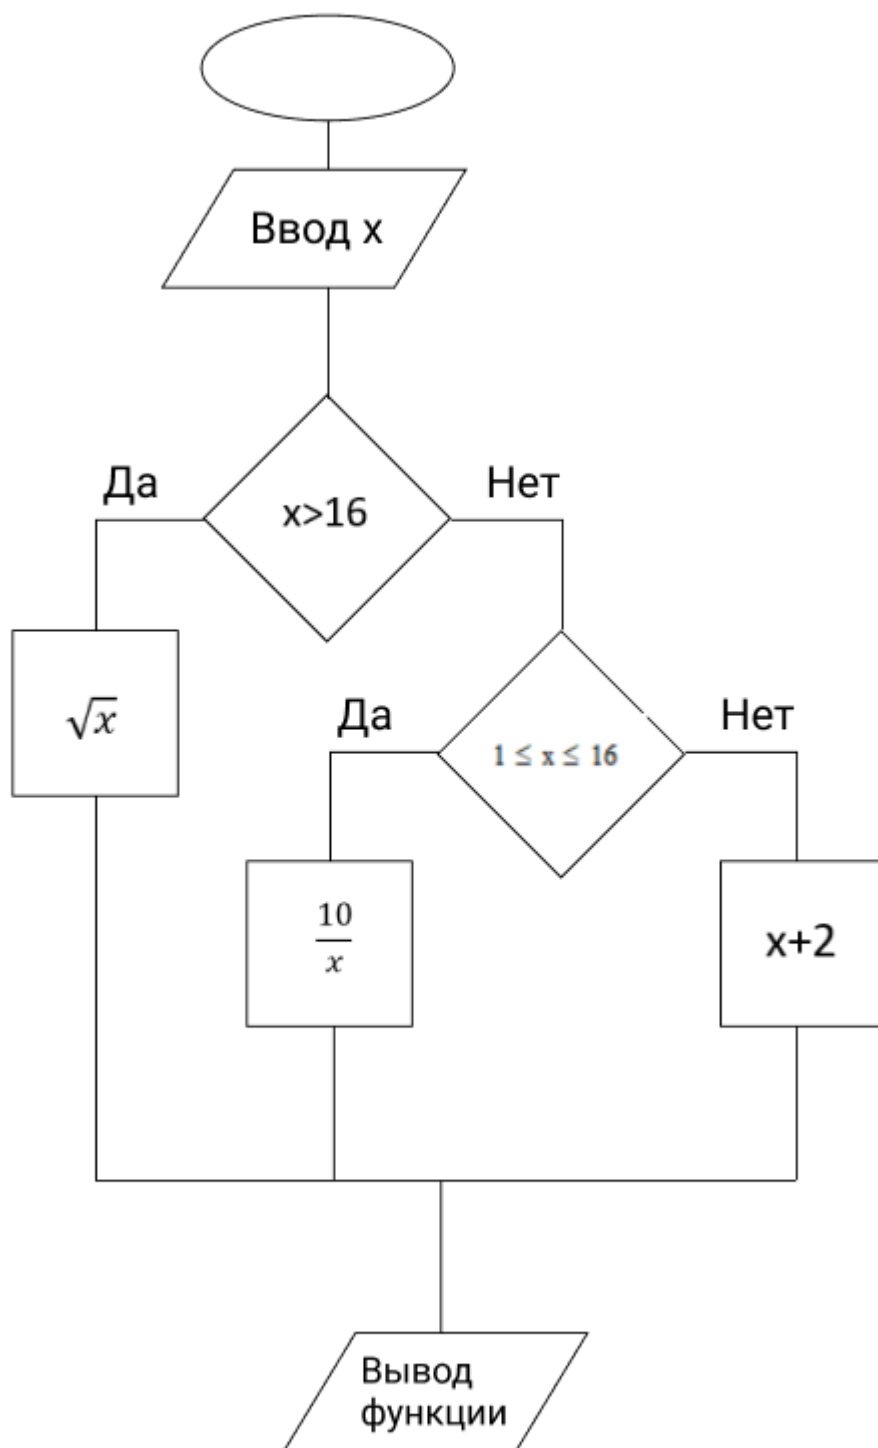 Ввод x
Да
Нет
x>16
√x
Да
Нет
1 ≤ x ≤ 16
10
x
x+2
Вывод
функции